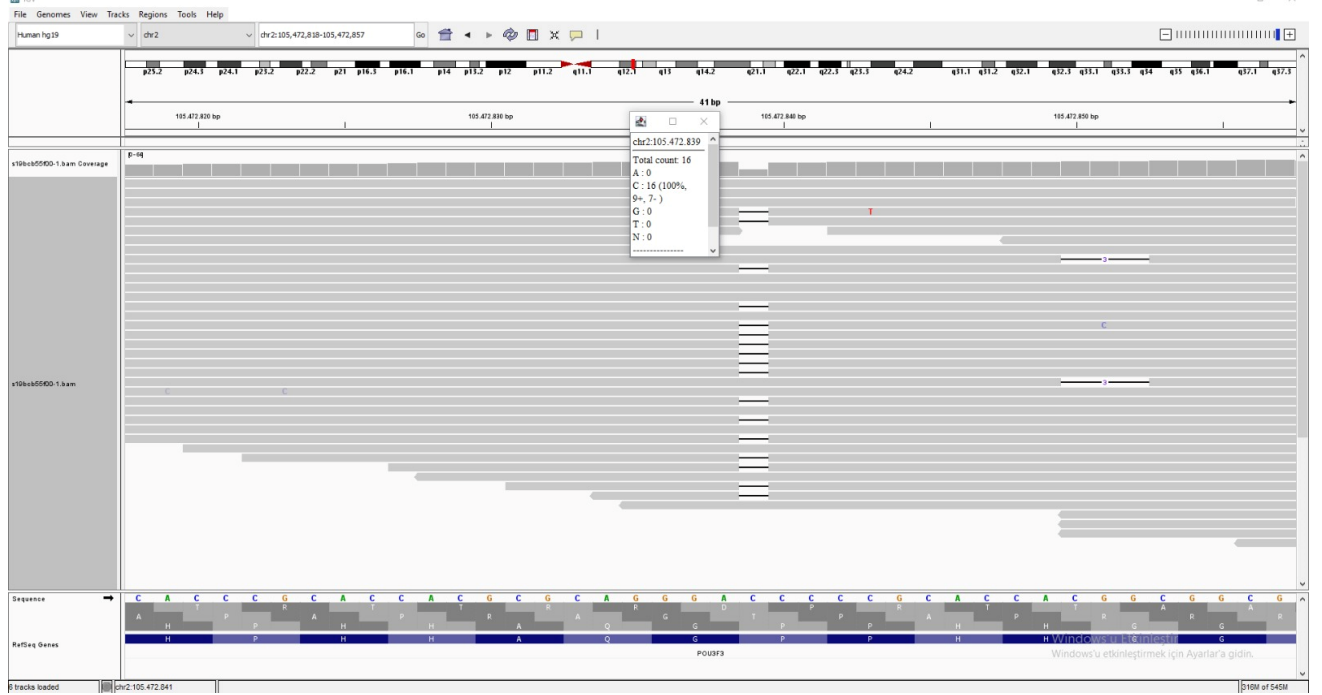 File Genomes View Tracks Regions Tools Help
Human hg19 chr2 chr2:105,472,818-105,472,857 Go
p25.2 p24.3 p24.1 p23.2 p22.2 p21 p16.3 p16.1 p14 p13.2 p12 p11.2 q11.1 q12.1 q13 q14.2 q21.1 q22.1 q22.3 q23.3 q24.2 q31.1 q31.2 q32.1 q32.3 q33.1 q33.3 q34 q35 q36.1 q37.1 q37.3
41 bp
105.472.820 bp 105.472.830 bp 105.472.840 bp 105.472.850 bp
chr2:105.472.839
Total count: 16
A : 0
C : 16 (100%,
9+, 7- )
G : 0
T : 0
N : 0
---------------
s19bcb55f00-1.bam Coverage
T
3
C
s19bcb55f00-1.bam
3
C C
Sequence C A C C C G C A C C A C G C G C A G G G A C C C C C G C A C C A C G G C G G C G
T R T T R R D P R T T A A
A P A P R A G T P A P R R R
H P H H A Q G P P H H G G
RefSeq Genes H P H H A Q G P P H H G G
POU3F3
Windows'u Etkinleştir
Windows'u etkinleştirmek için Ayarlar'a gidin.
6 tracks loaded chr2:105.472.841 316M of 545M